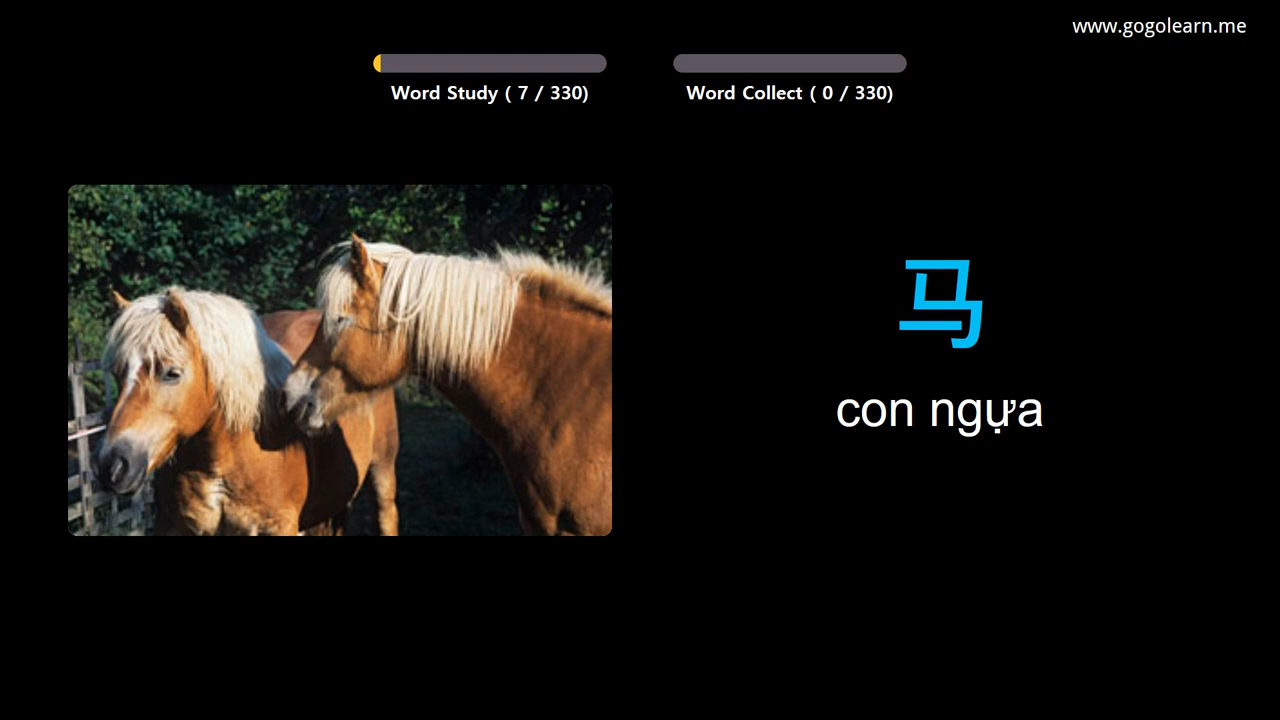 www.gogolearn.me
Word Study ( 7 / 330)
Word Collect ( 0 / 330)
马
con ngựa